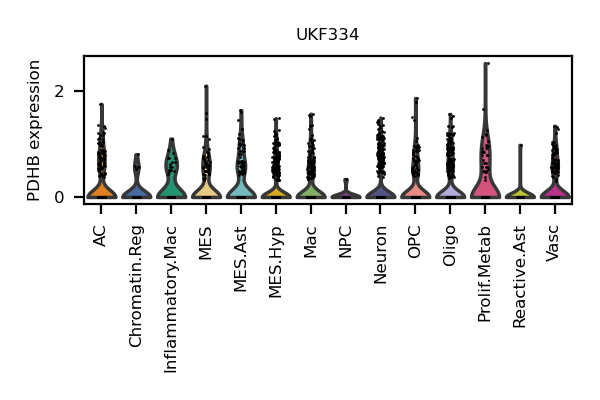 UKF334
PDHB expression
2
0
AC
Chromatin.Reg
Inflammatory.Mac
MES
MES.Ast
MES.Hyp
Mac
NPC
Neuron
OPC
Oligo
Prolif.Metab
Reactive.Ast
Vasc